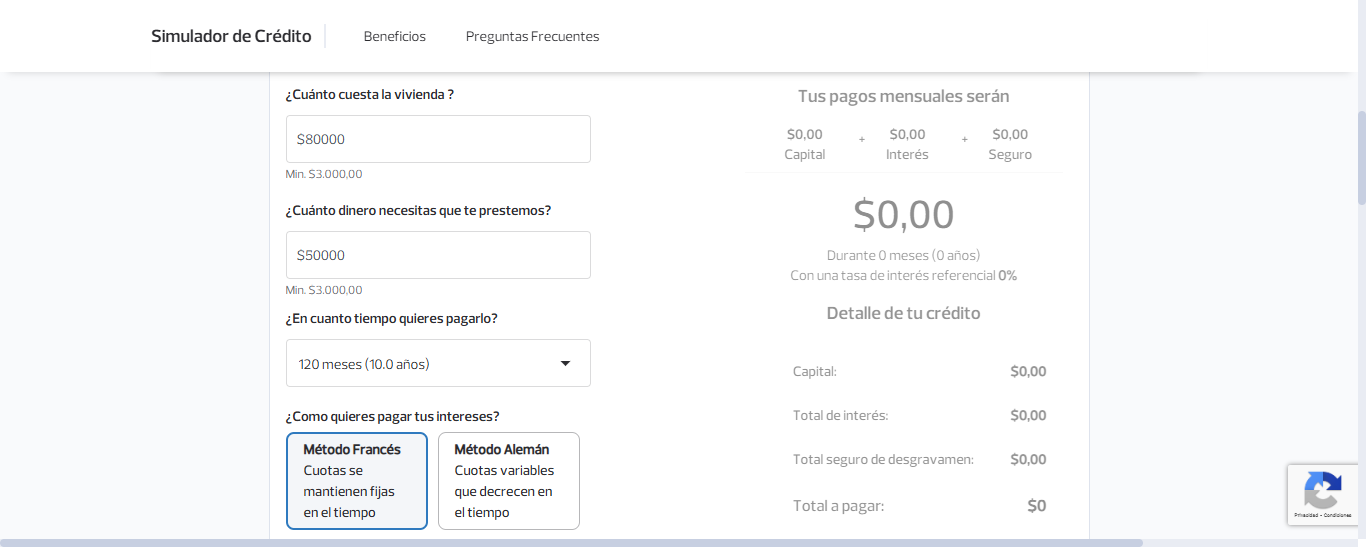 Simulador de Crédito
Beneficios
Preguntas Frecuentes
¿Cuánto cuesta la vivienda ?
$80000
Min. $3.000,00
¿Cuánto dinero necesitas que te prestemos?
$50000
Min. $3.000,00
¿En cuanto tiempo quieres pagarlo?
120 meses (10.0 años)
¿Como quieres pagar tus intereses?
Método Francés
Cuotas se
mantienen fijas
en el tiempo
Método Alemán
Cuotas variables
que decrecen en
el tiempo
Tus pagos mensuales serán
$0,00 + $0,00 + $0,00
Capital Interés Seguro
$0,00
Durante 0 meses (0 años)
Con una tasa de interés referencial 0%
Detalle de tu crédito
Capital: $0,00
Total de interés: $0,00
Total seguro de desgravamen: $0,00
Total a pagar: $0
Privacidad - Condiciones